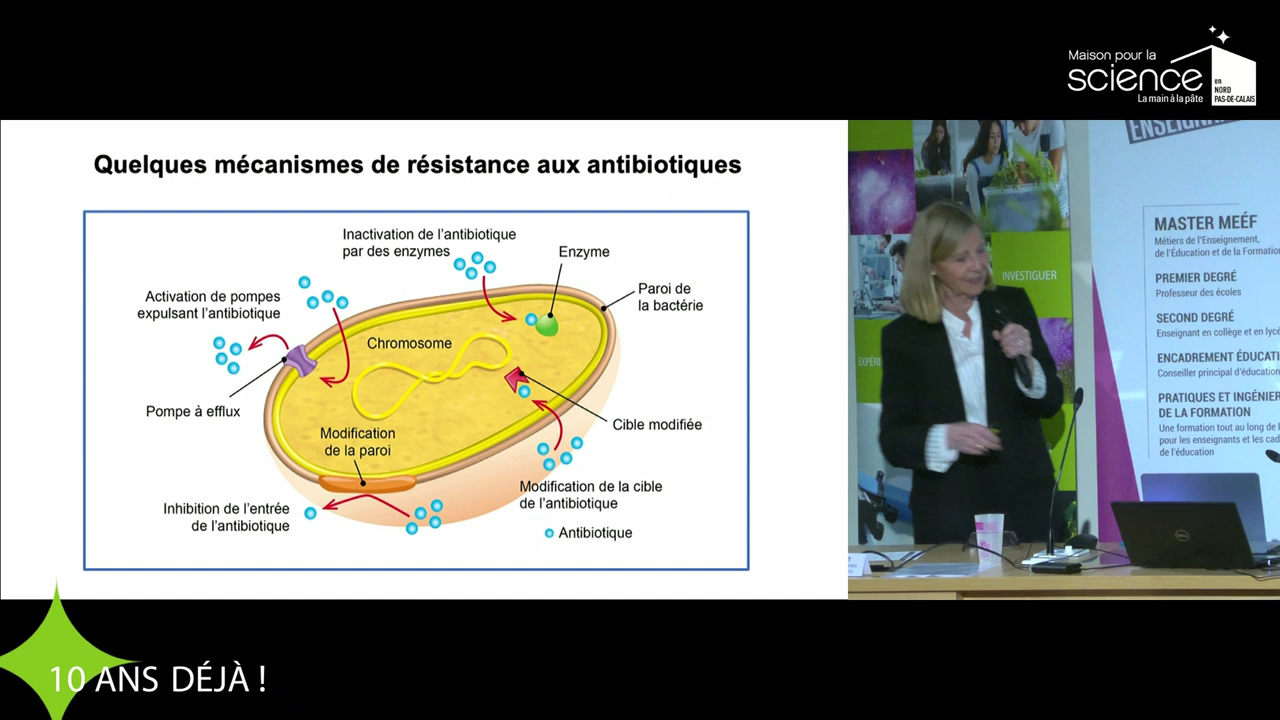 Maison pour la
science
en
NORD
PAS-DE-CALAIS
La main à la pâte
Quelques mécanismes de résistance aux antibiotiques
Inactivation de l'antibiotique
par des enzymes
Enzyme
Paroi de
la bactérie
Activation de pompes
expulsant l'antibiotique
Chromosome
Pompe à efflux
Cible modifiée
Modification
de la paroi
Modification de la cible
de l'antibiotique
Inhibition de l'entrée
de l'antibiotique
Antibiotique
INVESTIGUER
EXPÉRI
MASTER MEÉF
Métiers de l'Enseignement,
de l'Éducation et de la Formation
PREMIER DEGRÉ
Professeur des écoles
SECOND DEGRÉ
Enseignant en collège et en lycé
ENCADREMENT ÉDUCATI
Conseiller principal d'éducation
PRATIQUES ET INGÉNIER
DE LA FORMATION
Une formation tout au long de l
pour les enseignants et les cad
de l'éducation
DELL
10 ANS DÉJÀ !